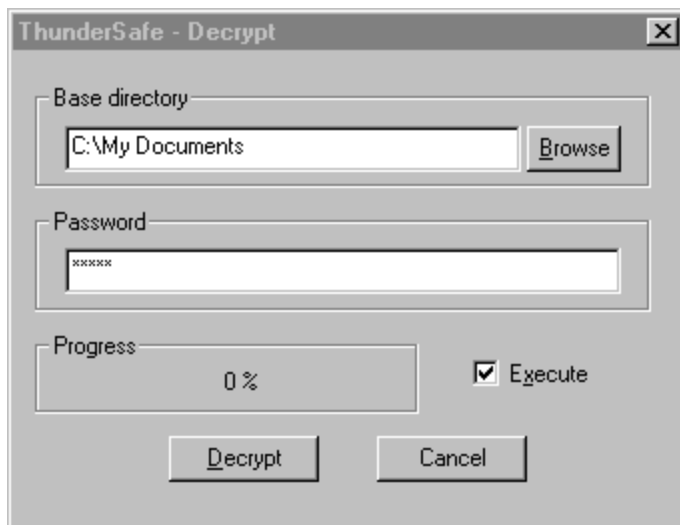 ThunderSafe - Decrypt
Base directory
C:\My Documents
Browse
Password
*****
Progress
0 %
Execute
Decrypt
Cancel